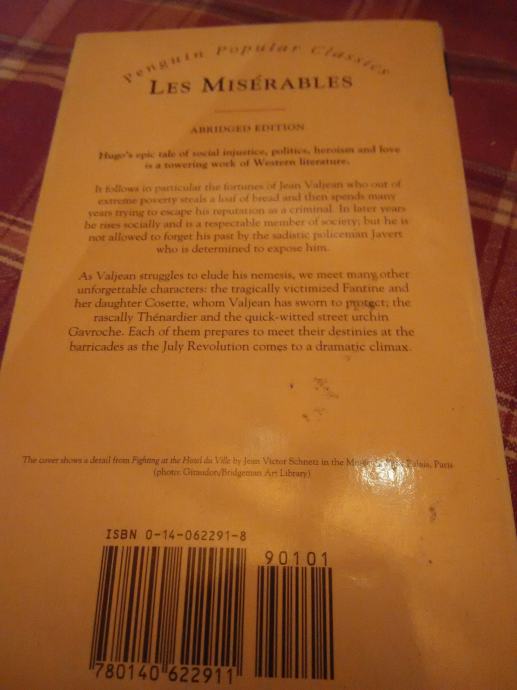 Penguin Popular Classics
LES MISÉRABLES
ABRIDGED EDITION
Hugo's epic tale of social injustice, politics, heroism and love
is a towering work of Western literature.
It follows in particular the fortunes of Jean Valjean who out of
extreme poverty steals a loaf of bread and then spends many
years trying to escape his reputation as a criminal. In later years
he rises socially and is a respectable member of society; but he is
not allowed to forget his past by the sadistic policeman Javert
who is determined to expose him.
As Valjean struggles to elude his nemesis, we meet many other
unforgettable characters: the tragically victimized Fantine and
her daughter Cosette, whom Valjean has sworn to protect; the
rascally Thénardier and the quick-witted street urchin
Gavroche. Each of them prepares to meet their destinies at the
barricades as the July Revolution comes to a dramatic climax.
The cover shows a detail from Fighting at the Hotel du Ville by Jean Victor Schnetz in the Palais, Paris
(photo: Giraudon/Bridgeman Art Library)
ISBN 0-14-062291-8
90101
780140 622911